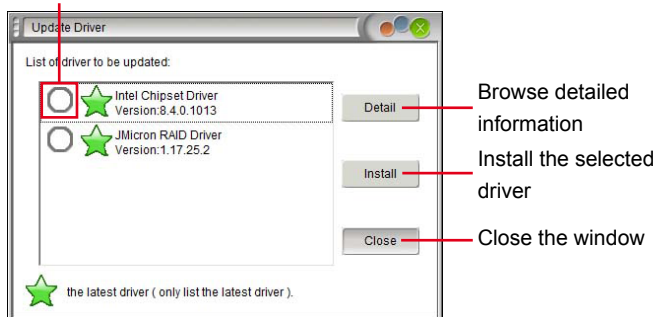 Update Driver
List of driver to be updated:
Intel Chipset Driver
Version:8.4.0.1013
JMicron RAID Driver
Version:1.17.25.2
Detail
Install
Close
the latest driver ( only list the latest driver ).
Browse detailed
information
Install the selected
driver
Close the window